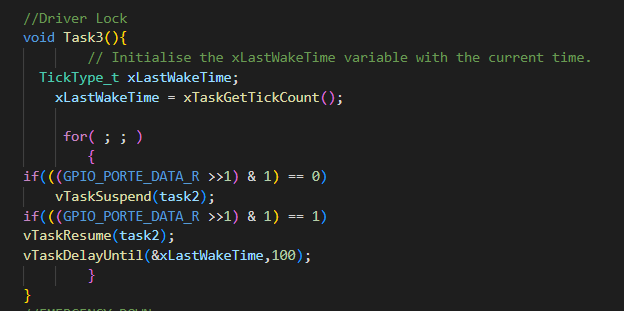 //Driver Lock
void Task3(){
// Initialise the xLastWakeTime variable with the current time.
TickType_t xLastWakeTime;
xLastWakeTime = xTaskGetTickCount();
for( ; ; )
{
if(((GPIO_PORTE_DATA_R >>1) & 1) == 0)
vTaskSuspend(task2);
if(((GPIO_PORTE_DATA_R >>1) & 1) == 1)
vTaskResume(task2);
vTaskDelayUntil(&xLastWakeTime,100);
}
}